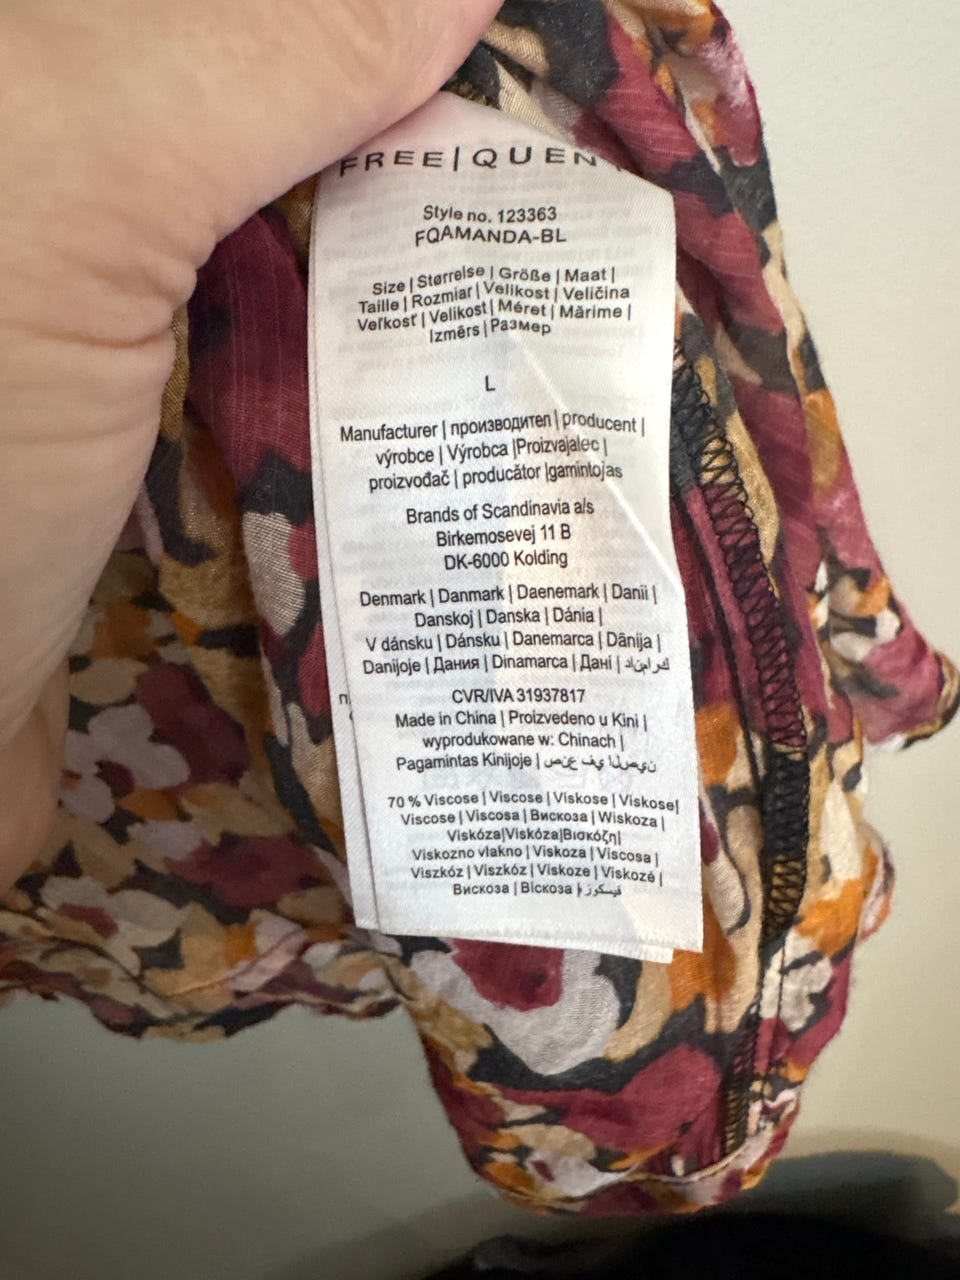 FREE|QUEN
Style no. 123363
FQAMANDA-BL
Size | Størrelse | Größe | Maat |
Taille | Rozmiar | Velikost | Veličina
Veľkosť | Velikost | Méret | Mărime |
Izmērs | Размер
L
Manufacturer | производител | producent |
výrobce | Výrobca |Proizvajalec |
proizvođač | producător |gamintojas
Brands of Scandinavia a/s
Birkemosevej 11 B
DK-6000 Kolding
Denmark | Danmark | Daenemark | Danii |
Danskoj | Danska | Dánia |
V dánsku | Dánsku | Danemarca | Dānija |
Danijoje | Дания | Dinamarca | Дані |
CVR/IVA 31937817
Made in China | Proizvedeno u Kini |
wyprodukowane w: Chinach |
Pagamintas Kinijoje |
70 % Viscose | Viscose | Viskose | Viskose|
Viscose | Viscosa | Вискоза | Wiskoza |
Viskóza|Viskóza|Βισκόζη|
Viskozno vlakno | Viskoza | Viscosa |
Viszkóz | Viszkóz | Viskoze | Viskozė |
Вискоза | Віскоза | فيسكوز